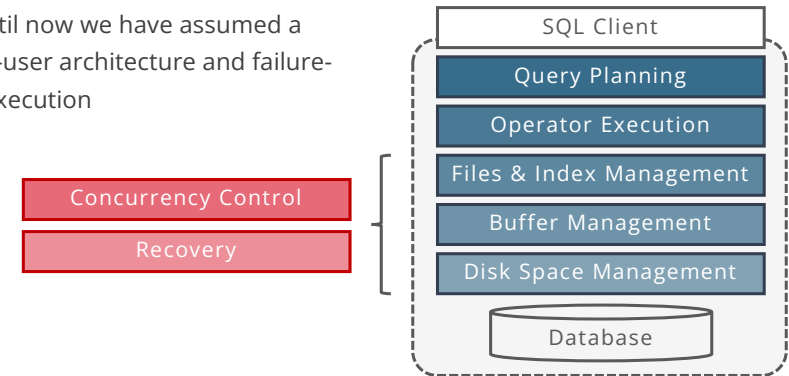 til now we have assumed a
-user architecture and failure-
xecution
SQL Client
Query Planning
Operator Execution
Files & Index Management
Buffer Management
Disk Space Management
Database
Concurrency Control
Recovery